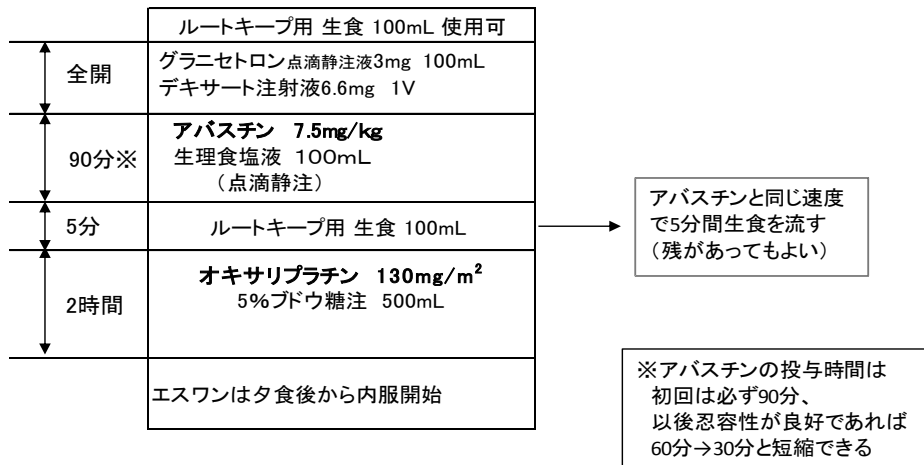 ルートキープ用 生食 100mL 使用可
全開
グラニセトロン点滴静注液3mg 100mL
デキサート注射液6.6mg 1V
90分※
アバスチン 7.5mg/kg
生理食塩液 100mL
（点滴静注）
5分
ルートキープ用 生食 100mL
アバスチンと同じ速度
で5分間生食を流す
（残があってもよい）
2時間
オキサリプラチン 130mg/m²
5%ブドウ糖注 500mL
エスワンは夕食後から内服開始
※アバスチンの投与時間は
初回は必ず90分、
以後忍容性が良好であれば
60分→30分と短縮できる